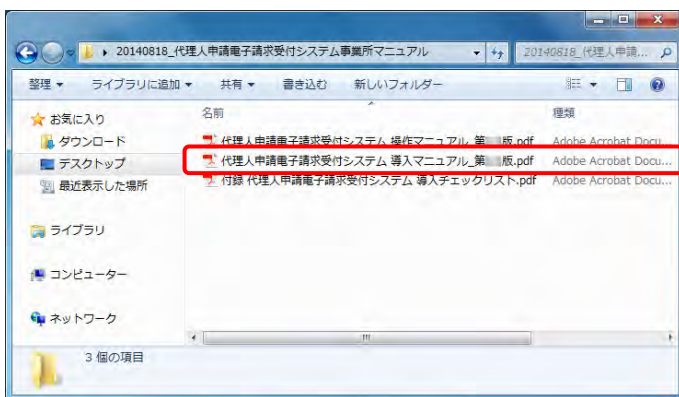 20140818_代理人申請電子請求受付システム事業所マニュアル
20140818_代理人申請...
整理 ライブラリに追加 共有 書き込む 新しいフォルダー
お気に入り
ダウンロード
デスクトップ
最近表示した場所
ライブラリ
コンピューター
ネットワーク
名前 種類
代理人申請電子請求受付システム 操作マニュアル_第 版.pdf Adobe Acrobat Docu...
代理人申請電子請求受付システム 導入マニュアル_第 版.pdf Adobe Acrobat Docu...
付録 代理人申請電子請求受付システム 導入チェックリスト.pdf Adobe Acrobat Docu...
3 個の項目